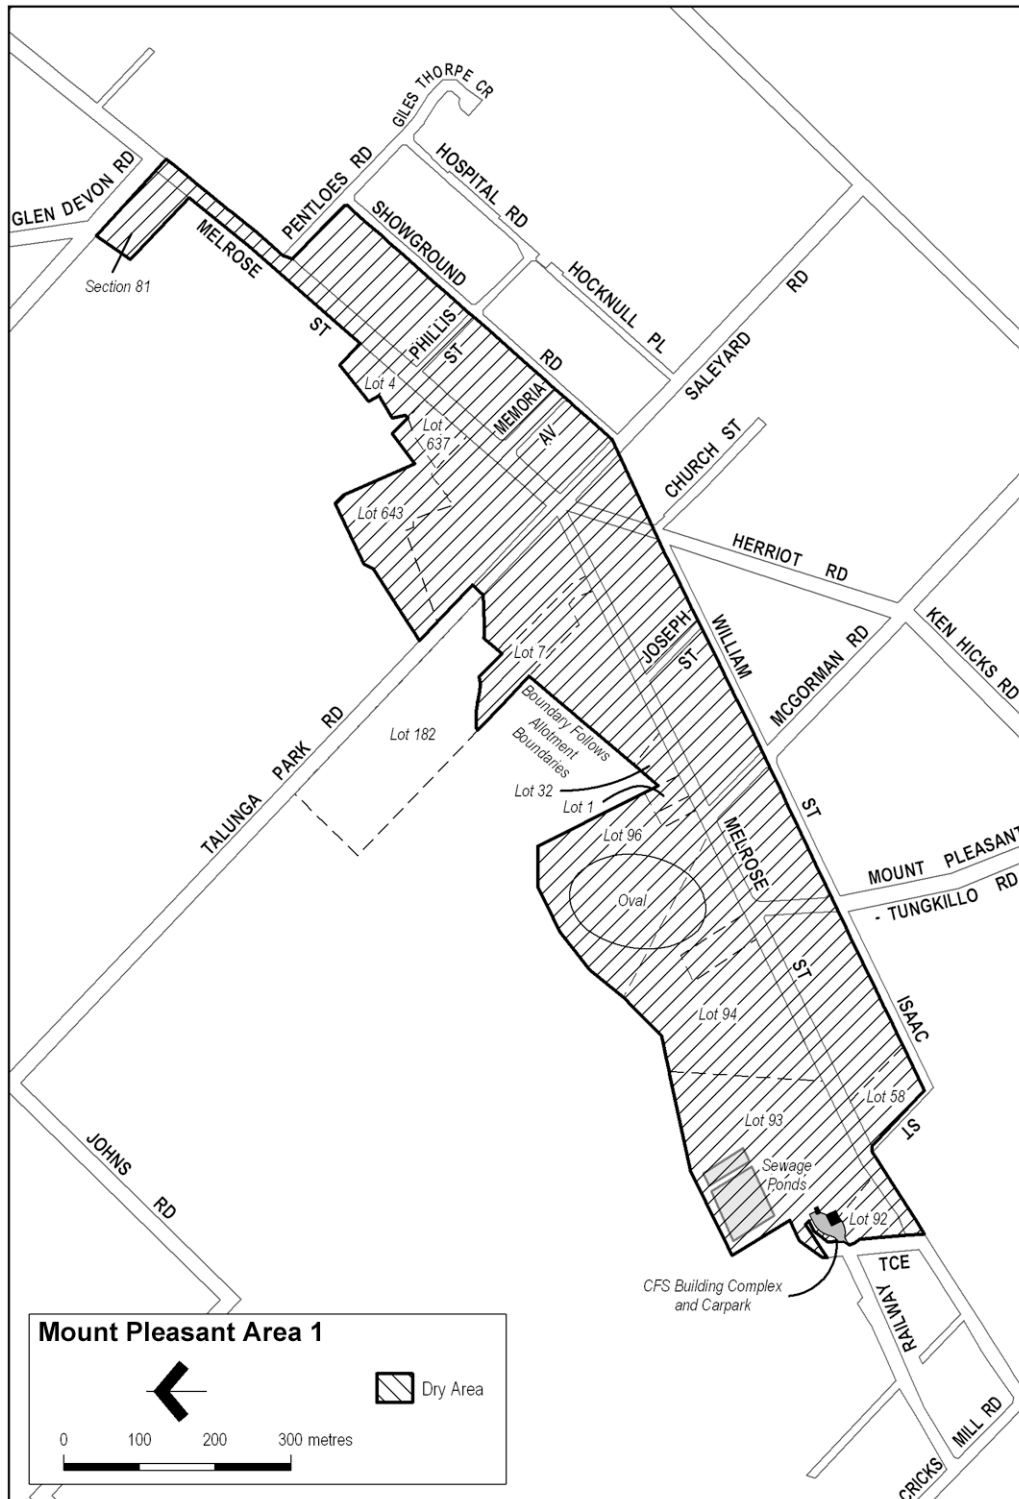 GILES THORPE CR
GLEN DEVON RD
PENTLOES RD
HOSPITAL RD
MELROSE
ST
SHOWGROUND
RD
Section 81
HOCKNULL PL
SALEYARD
RD
PHILLIS
ST
Lot 4
MEMORIA
AV
Lot
637
CHURCH ST
Lot 643
HERRIOT RD
KEN HICKS RD
JOSEPH
ST
WILLIAM
ST
MCGORMAN RD
Lot 7
Boundary Follows
Allotment
Boundaries
Lot 182
TALUNGA PARK RD
Lot 32
Lot 1
Lot 96
MELROSE
ST
MOUNT PLEASANT
- TUNGKILLO RD
Oval
Lot 94
ISAAC
ST
Lot 58
Lot 93
Sewage
Ponds
Lot 92
JOHNS
RD
TCE
RAILWAY
CFS Building Complex
and Carpark
MILL RD
CRICKS
Mount Pleasant Area 1
Dry Area
0 100 200 300 metres